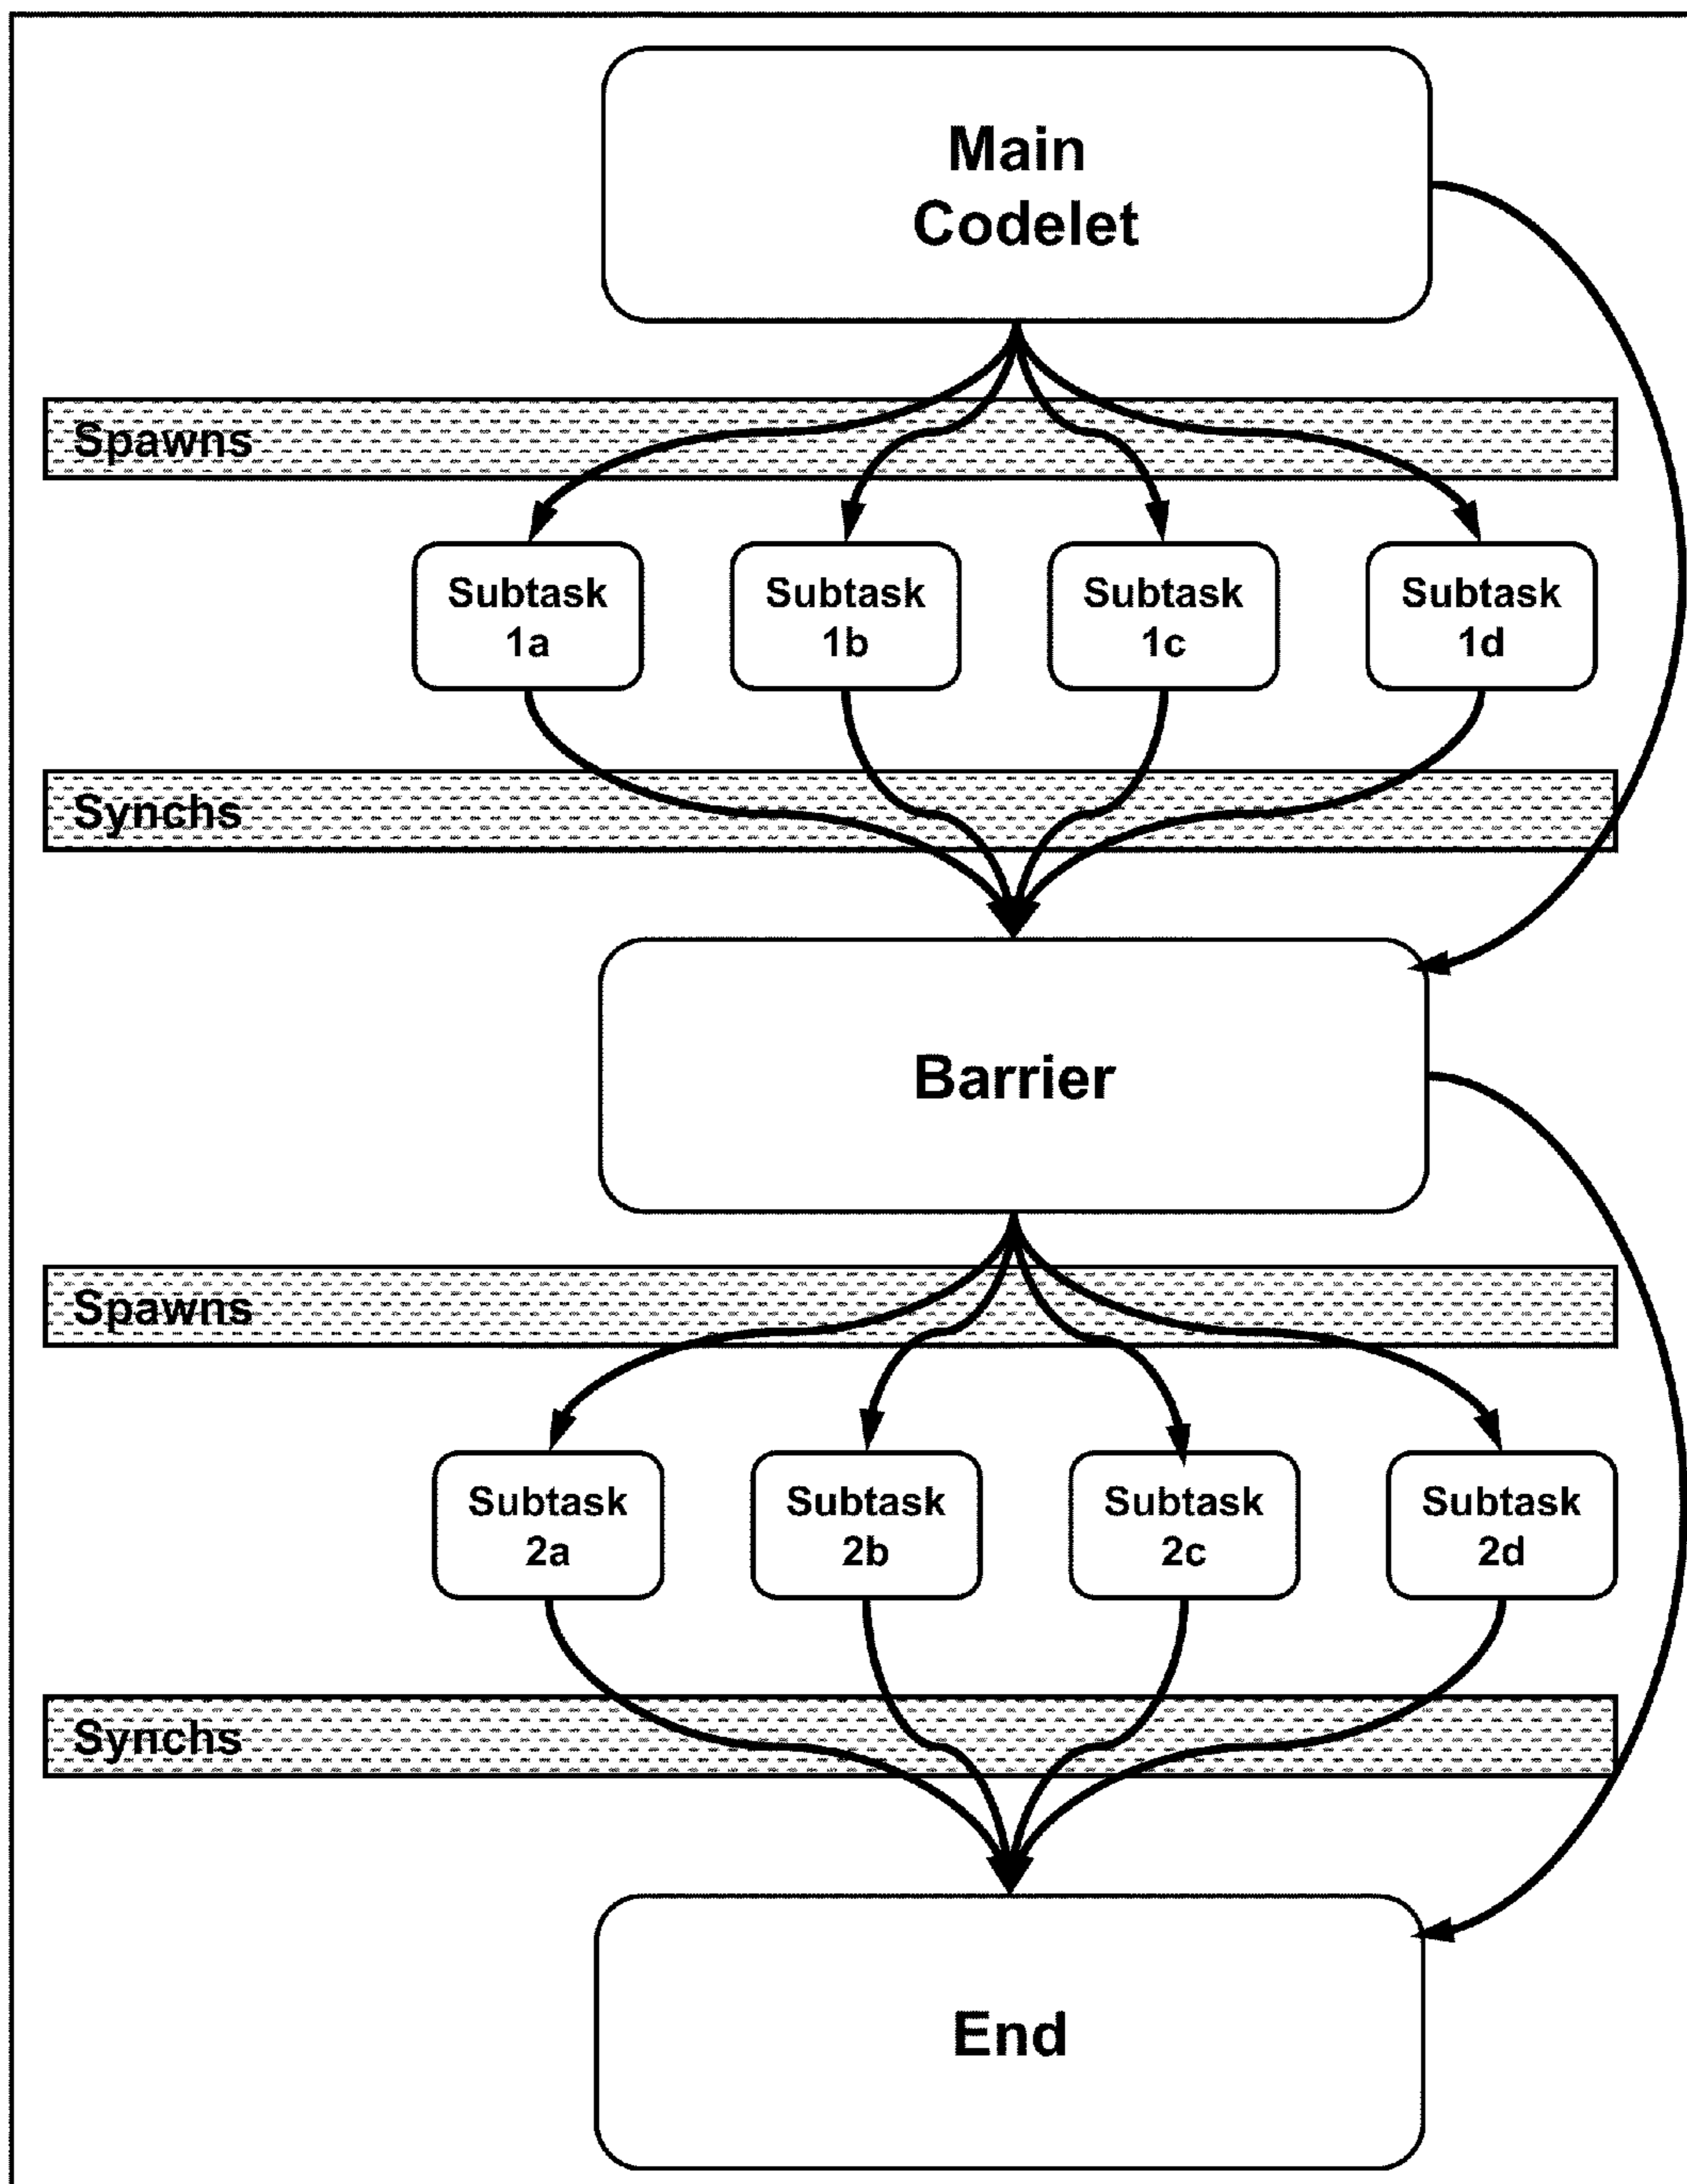 Main
Codelet
Spawns
Subtask
1a
Subtask
1b
Subtask
1c
Subtask
1d
Synchs
Barrier
Spawns
Subtask
2a
Subtask
2b
Subtask
2c
Subtask
2d
Synchs
End